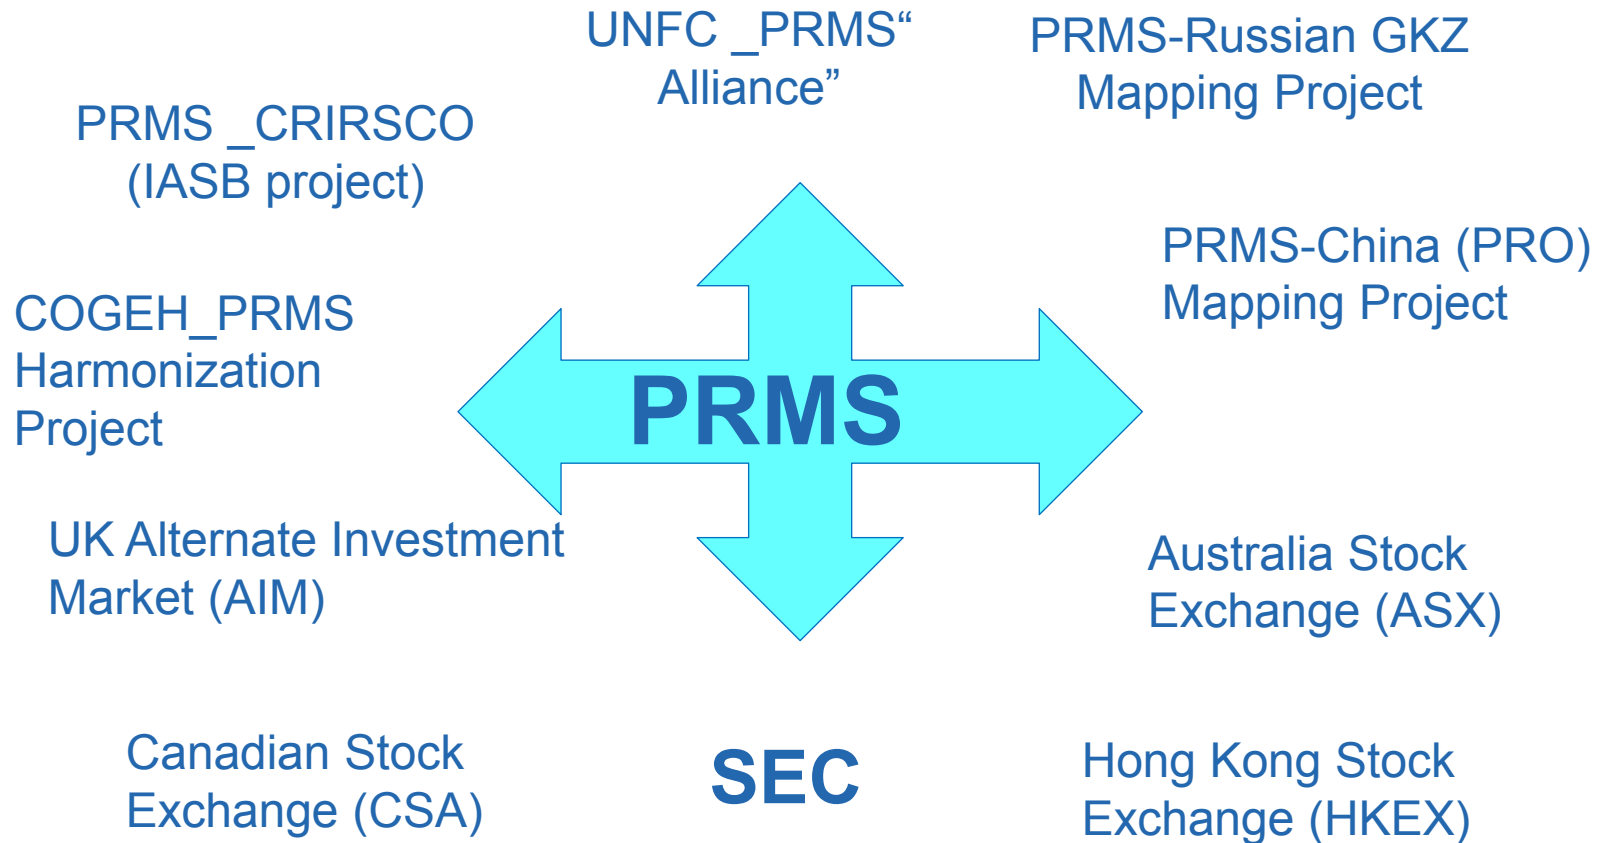 UNFC _PRMS“
Alliance”
PRMS-Russian GKZ
Mapping Project
PRMS _CRIRSCO
(IASB project)
PRMS-China (PRO)
Mapping Project
COGEH_PRMS
Harmonization
Project
PRMS
UK Alternate Investment
Market (AIM)
Australia Stock
Exchange (ASX)
Canadian Stock
Exchange (CSA)
SEC
Hong Kong Stock
Exchange (HKEX)